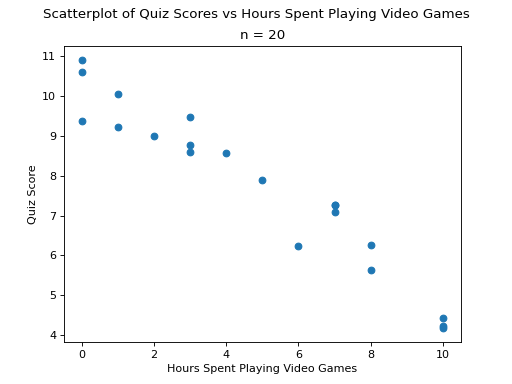 Scatterplot of Quiz Scores vs Hours Spent Playing Video Games
n = 20
11
10
9
8
7
6
5
4
Quiz Score
0 2 4 6 8 10
Hours Spent Playing Video Games